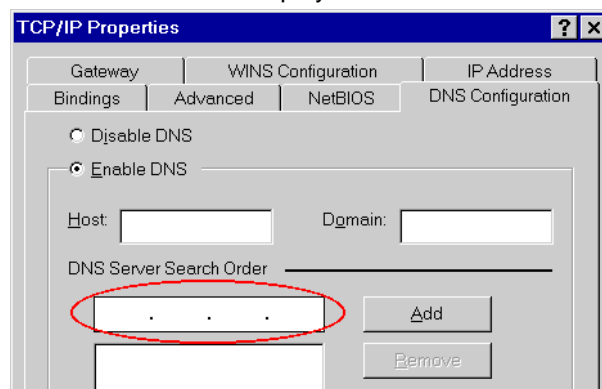 TCP/IP Properties ? ×
Gateway WINS Configuration IP Address
Bindings Advanced NetBIOS DNS Configuration
Disable DNS
Enable DNS
Host: Domain:
DNS Server Search Order
. . . Add
Remove